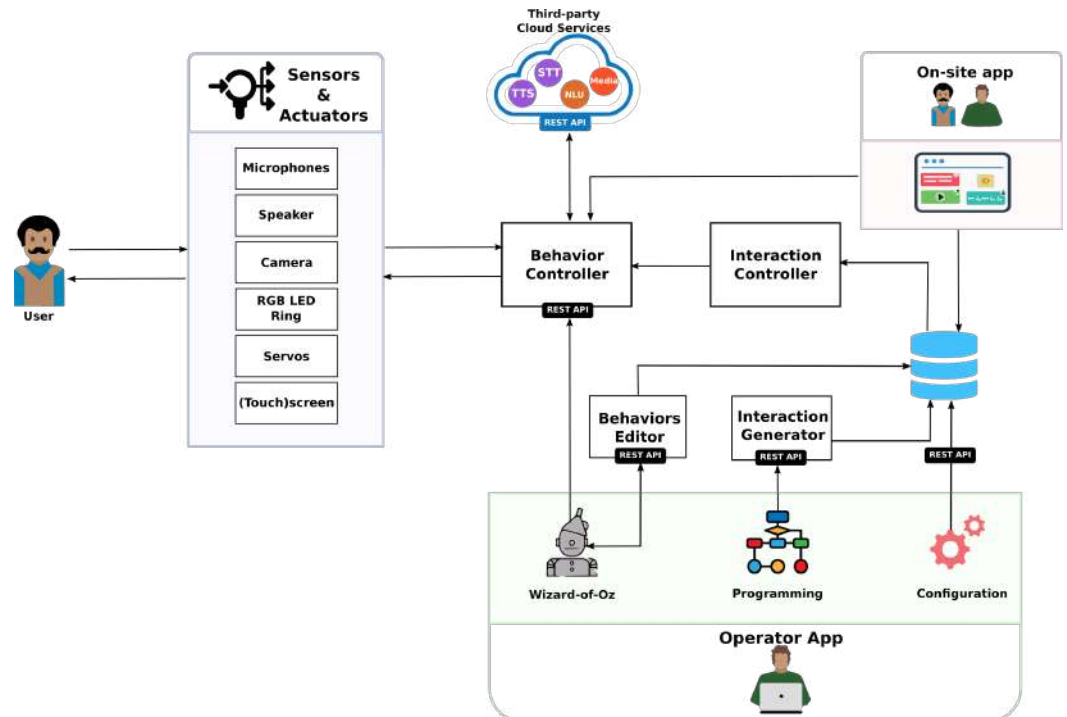 Third-party
Cloud Services
STT
TTS
NLU
Media
REST API
Sensors
&
Actuators
Microphones
Speaker
Camera
RGB LED
Ring
Servos
(Touch)screen
On-site app
User
Behavior
Controller
REST API
Interaction
Controller
Behaviors
Editor
REST API
Interaction
Generator
REST API
REST API
Wizard-of-Oz
Programming
Configuration
Operator App